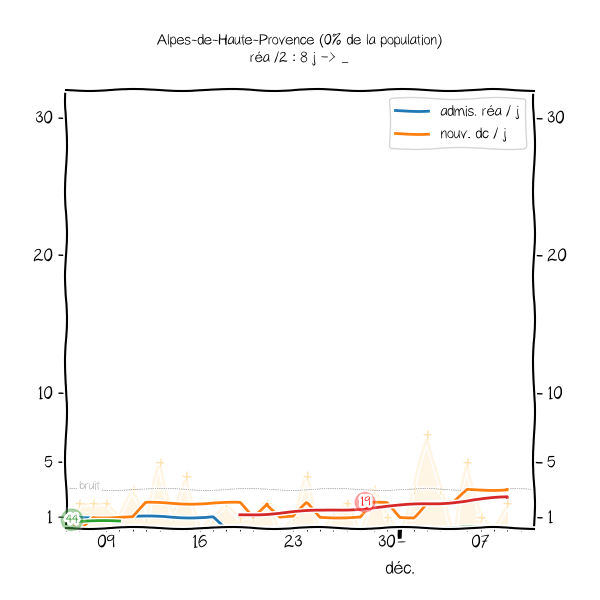 Alpes-de-Haute-Provence (0% de la population)
réa /2 : 8 j -> _
admis. réa / j
nouv. dc / j
30
30
20
20
10
10
5
5
bruit
1
1
44
19
09
16
23
30
07
déc.